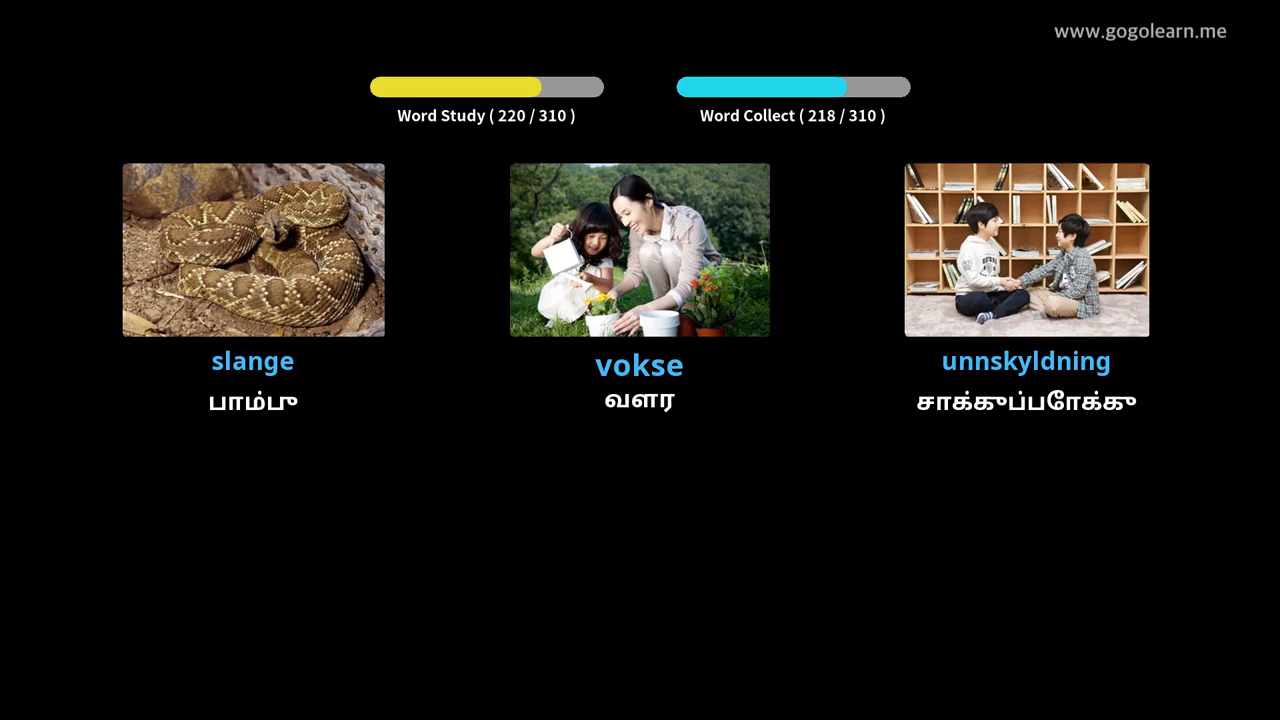 www.gogolearn.me
Word Study ( 220 / 310 )
Word Collect ( 218 / 310 )
slange
vokse
unnskyldning
பாம்பு
வளர
சாக்குப்போக்கு